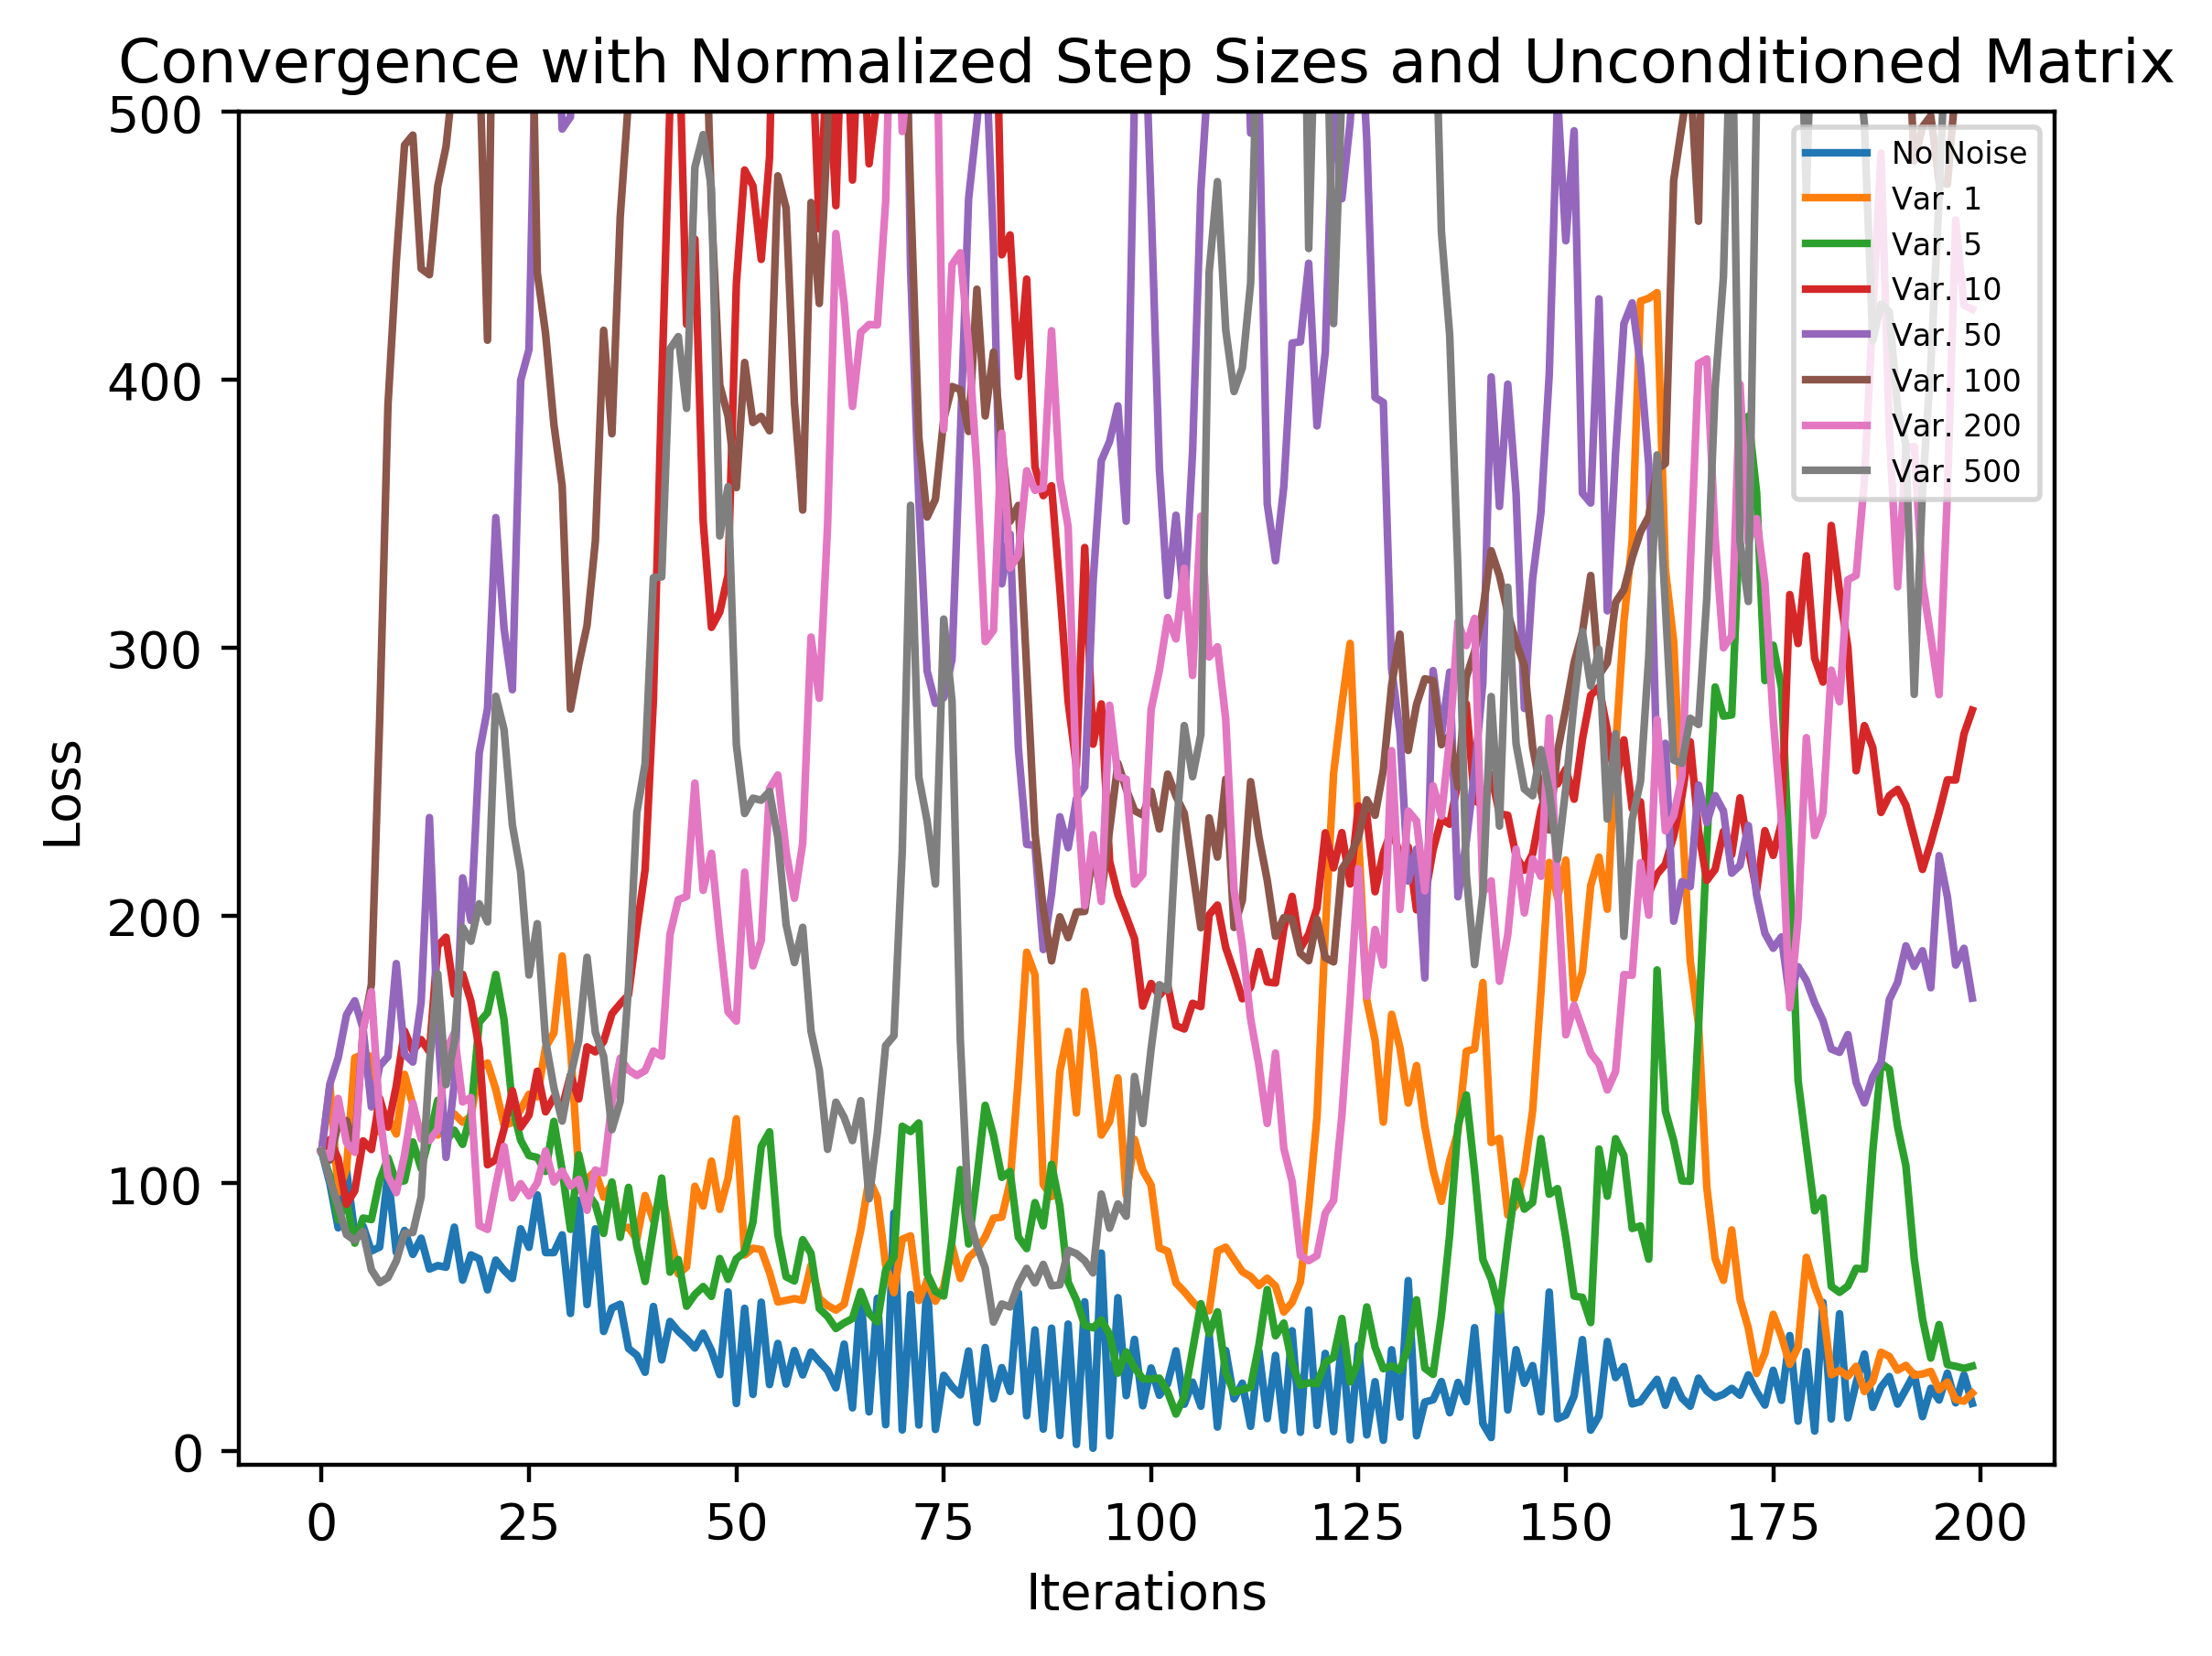 Convergence with Normalized Step Sizes and Unconditioned Matrix
500
400
300
200
100
0
Loss
No Noise
Var. 1
Var. 5
Var. 10
Var. 50
Var. 100
Var. 200
Var. 500
0 25 50 75 100 125 150 175 200
Iterations